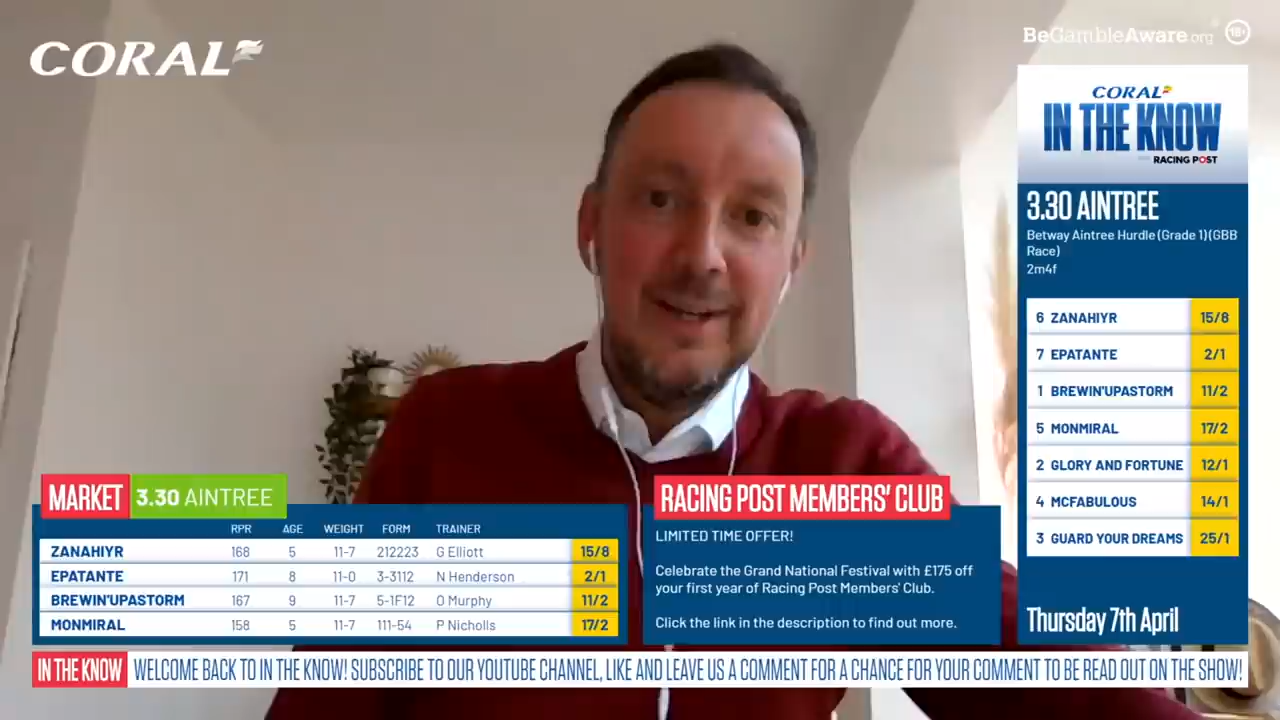 CORAL
BeGambleAware.org 18+
CORAL
IN THE KNOW
RACING POST
3.30 AINTREE
Betway Aintree Hurdle (Grade 1) (GBB
Race)
2m4f
6 ZANAHIYR 15/8
7 EPATANTE 2/1
1 BREWIN'UPASTORM 11/2
5 MONMIRAL 17/2
2 GLORY AND FORTUNE 12/1
4 MCFABULOUS 14/1
3 GUARD YOUR DREAMS 25/1
Thursday 7th April
MARKET 3.30 AINTREE
RPR AGE WEIGHT FORM TRAINER
ZANAHIYR 168 5 11-7 212223 G Elliott 15/8
EPATANTE 171 8 11-0 3-3112 N Henderson 2/1
BREWIN'UPASTORM 167 9 11-7 5-1F12 O Murphy 11/2
MONMIRAL 158 5 11-7 111-54 P Nicholls 17/2
RACING POST MEMBERS' CLUB
LIMITED TIME OFFER!
Celebrate the Grand National Festival with £175 off
your first year of Racing Post Members' Club.
Click the link in the description to find out more.
IN THE KNOW WELCOME BACK TO IN THE KNOW! SUBSCRIBE TO OUR YOUTUBE CHANNEL, LIKE AND LEAVE US A COMMENT FOR A CHANCE FOR YOUR COMMENT TO BE READ OUT ON THE SHOW!